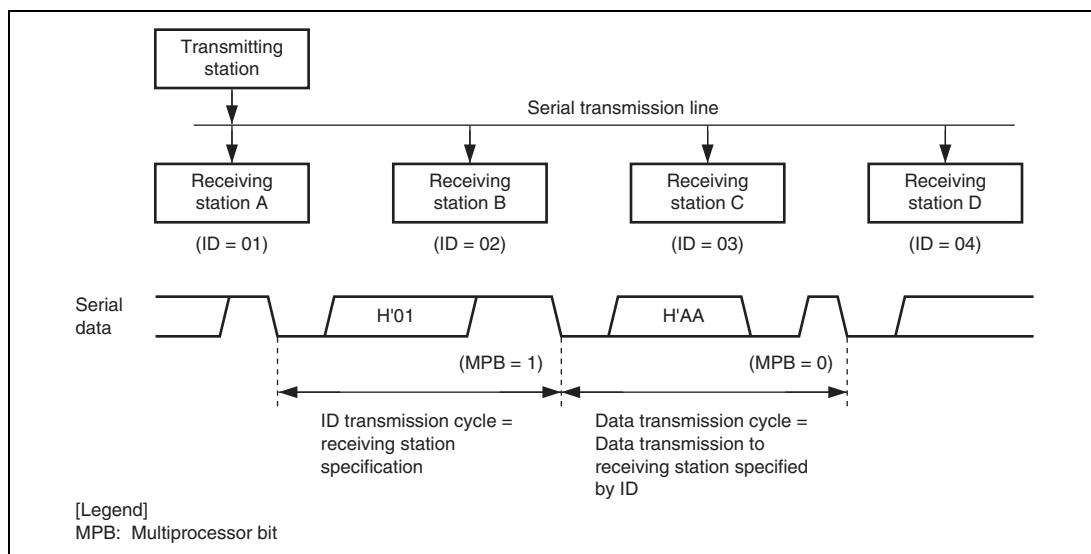 Transmitting
station
Serial transmission line
Receiving
station A
Receiving
station B
Receiving
station C
Receiving
station D
(ID = 01)
(ID = 02)
(ID = 03)
(ID = 04)
Serial
data
H'01
H'AA
(MPB = 1)
(MPB = 0)
ID transmission cycle =
receiving station
specification
Data transmission cycle =
Data transmission to
receiving station specified
by ID
[Legend]
MPB: Multiprocessor bit